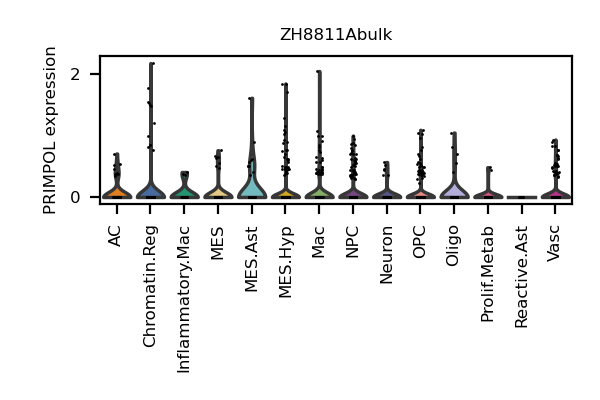 ZH8811Abulk
PRIMPOL expression
2
0
AC
Chromatin.Reg
Inflammatory.Mac
MES
MES.Ast
MES.Hyp
Mac
NPC
Neuron
OPC
Oligo
Prolif.Metab
Reactive.Ast
Vasc